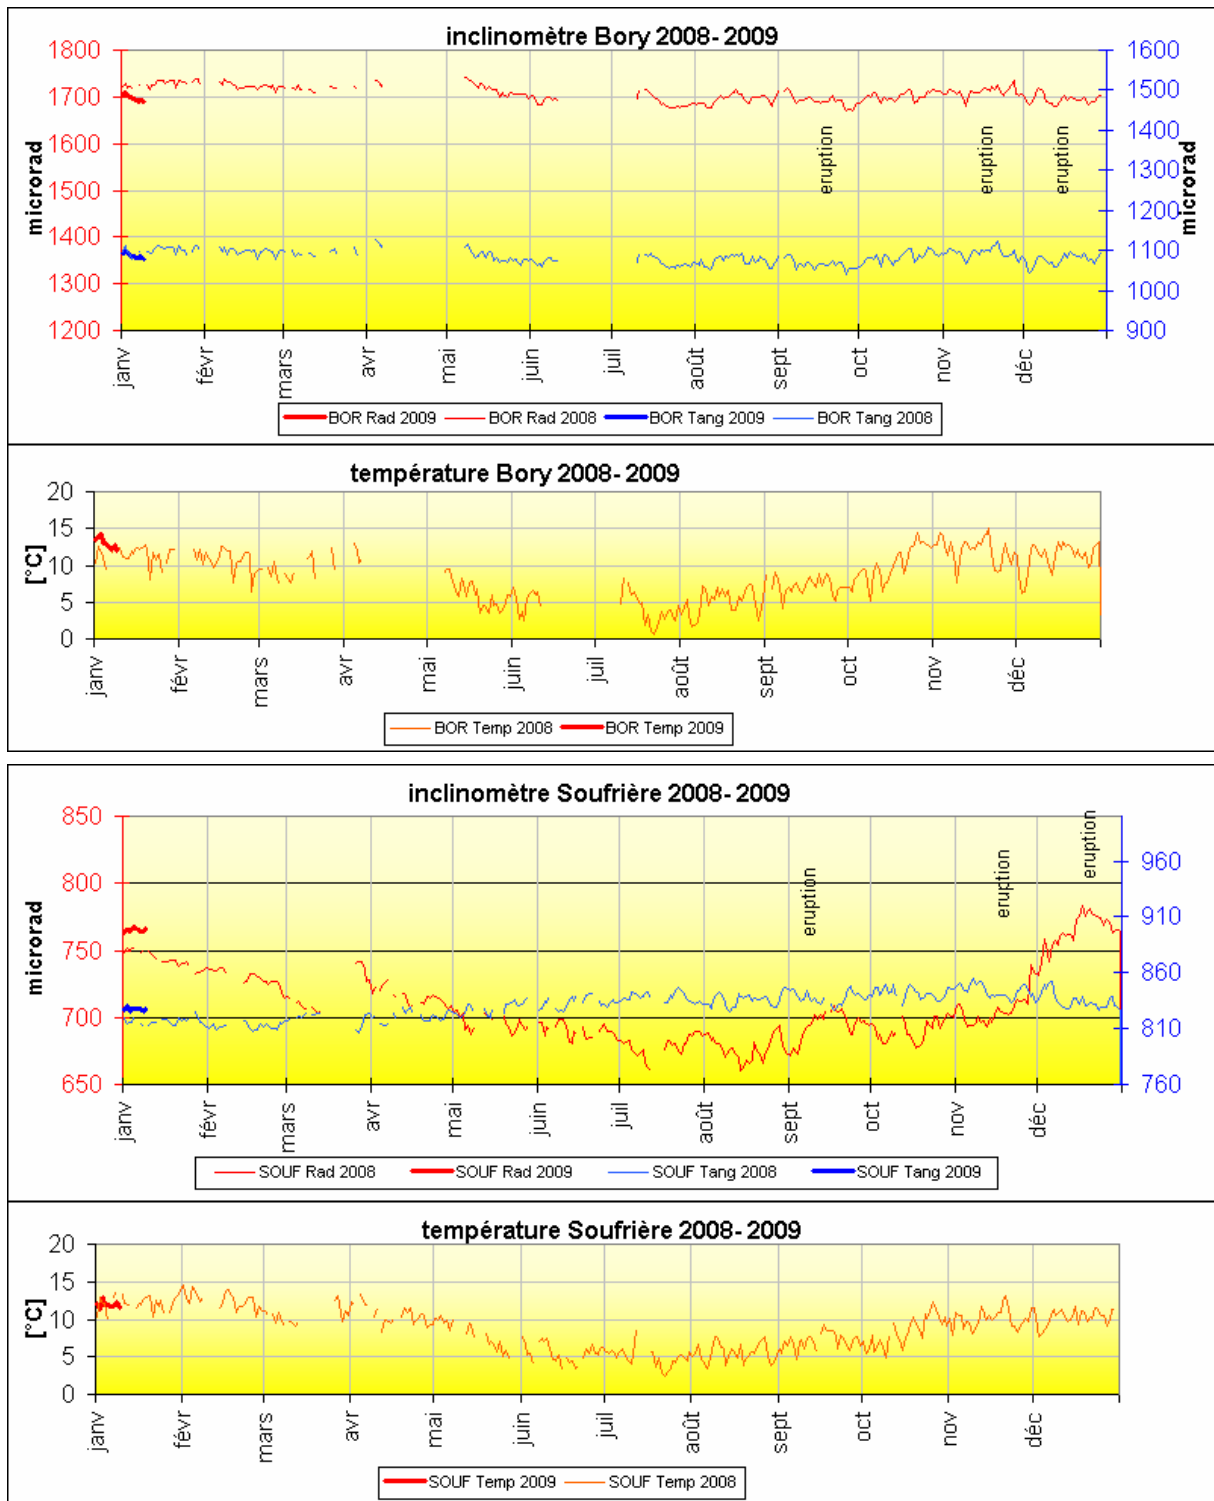 inclinomètre Bory 2008- 2009
1800
1700
1600
1500
1400
1300
1200
microrad
1600
1500
1400
1300
1200
1100
1000
900
microrad
eruption
eruption
eruption
janv
févr
mars
avr
mai
juin
juil
août
sept
oct
nov
déc
BOR Rad 2009
BOR Rad 2008
BOR Tang 2009
BOR Tang 2008
température Bory 2008- 2009
20
15
10
5
0
[°C]
janv
févr
mars
avr
mai
juin
juil
août
sept
oct
nov
déc
BOR Temp 2008
BOR Temp 2009
inclinomètre Soufrière 2008- 2009
850
800
750
700
650
microrad
960
910
860
810
760
eruption
eruption
eruption
janv
févr
mars
avr
mai
juin
juil
août
sept
oct
nov
déc
SOUF Rad 2008
SOUF Rad 2009
SOUF Tang 2008
SOUF Tang 2009
température Soufrière 2008- 2009
20
15
10
5
0
[°C]
janv
févr
mars
avr
mai
juin
juil
août
sept
oct
nov
déc
SOUF Temp 2009
SOUF Temp 2008